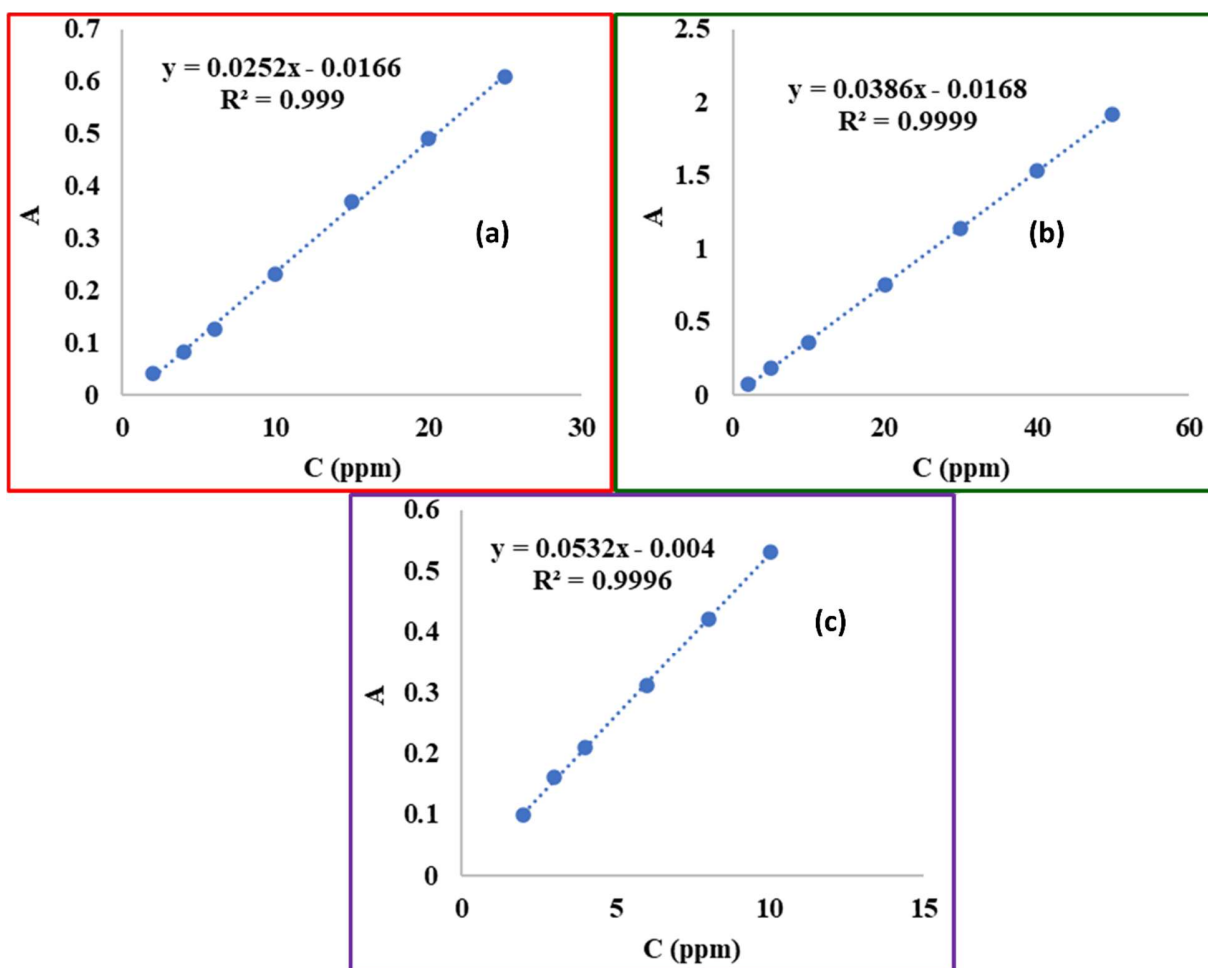 0.7
0.6
0.5
0.4
0.3
0.2
0.1
0
A
y = 0.0252x - 0.0166
R² = 0.999
(a)
0 10 20 30
C (ppm)
2.5
2
1.5
1
0.5
0
A
y = 0.0386x - 0.0168
R² = 0.9999
(b)
0 20 40 60
C (ppm)
0.6
0.5
0.4
0.3
0.2
0.1
0
A
y = 0.0532x - 0.004
R² = 0.9996
(c)
0 5 10 15
C (ppm)